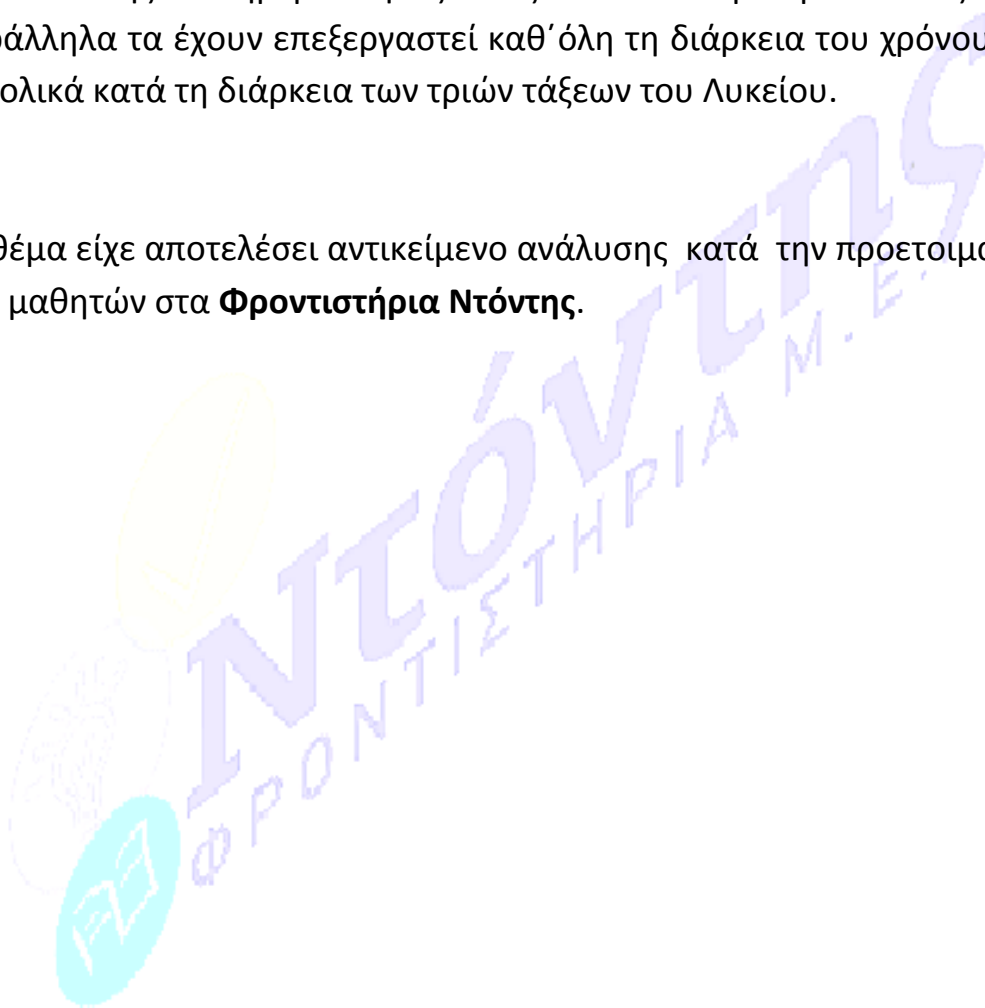 ράλληλα τα έχουν επεξεργαστεί καθ΄όλη τη διάρκεια του χρόνου
ολικά κατά τη διάρκεια των τριών τάξεων του Λυκείου.
θέμα είχε αποτελέσει αντικείμενο ανάλυσης κατά την προετοιμα
μαθητών στα Φροντιστήρια Ντόντης.
Ντόντης
ΦΡΟΝΤΙΣΤΗΡΙΑ Μ.Ε.